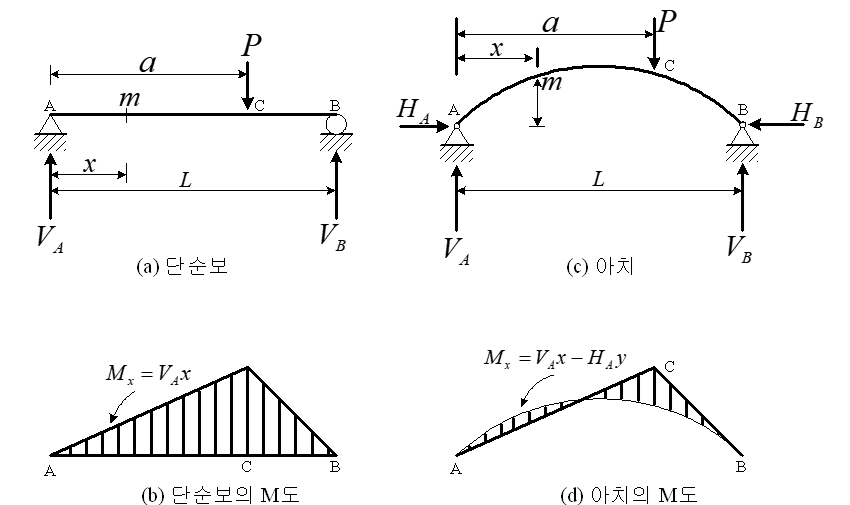 P
a
A
m
C
B
x
L
V_A
V_B
(a) 단순보
a
P
x
C
m
A
B
H_A
H_B
L
V_A
V_B
(c) 아치
M_x = V_A x
A
C
B
(b) 단순보의 M도
M_x = V_A x − H_A y
C
A
B
(d) 아치의 M도